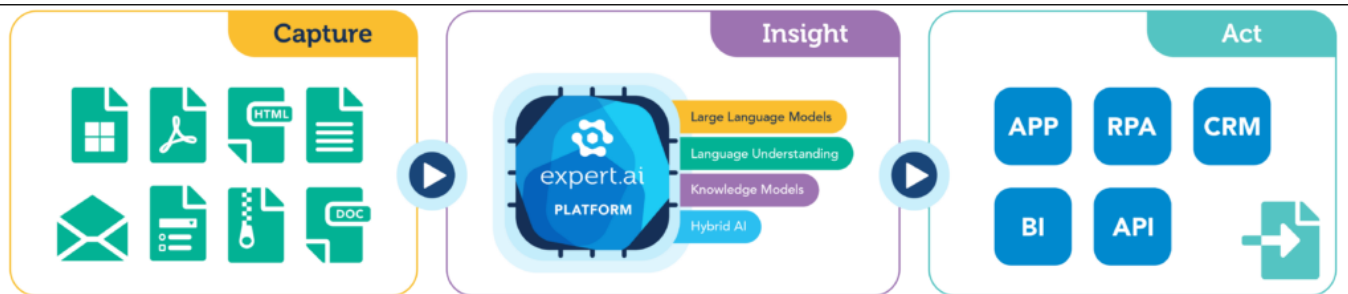 Capture
HTML
DOC
Insight
expert.ai
PLATFORM
Large Language Models
Language Understanding
Knowledge Models
Hybrid AI
Act
APP
RPA
CRM
BI
API